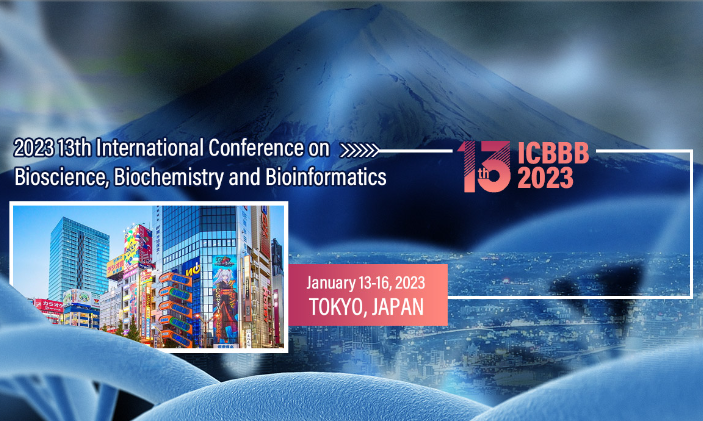 2023 13th International Conference on
Bioscience, Biochemistry and Bioinformatics
13th
ICBBB
2023
January 13-16, 2023
TOKYO, JAPAN